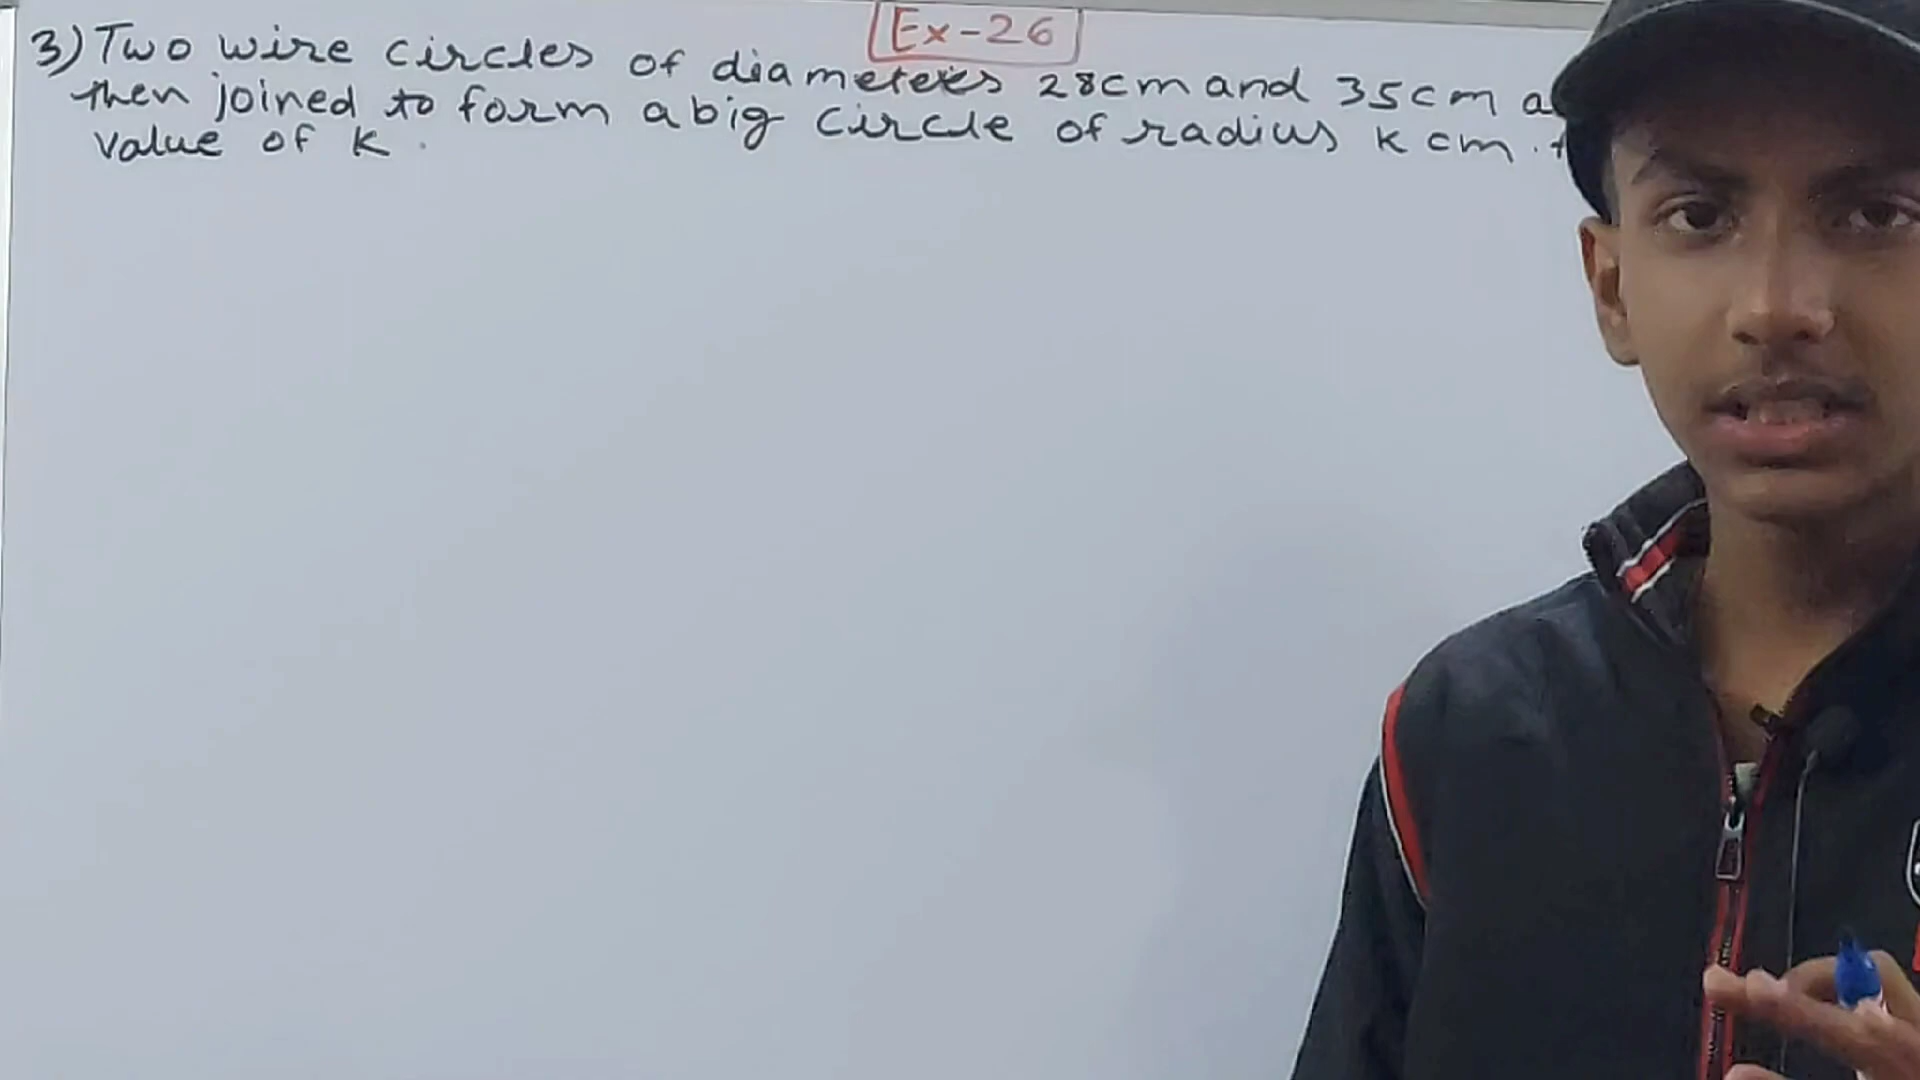 Ex-26
3) Two wire circles of diameters 28cm and 35cm
then joined to form a big circle of radius k cm.
value of k.